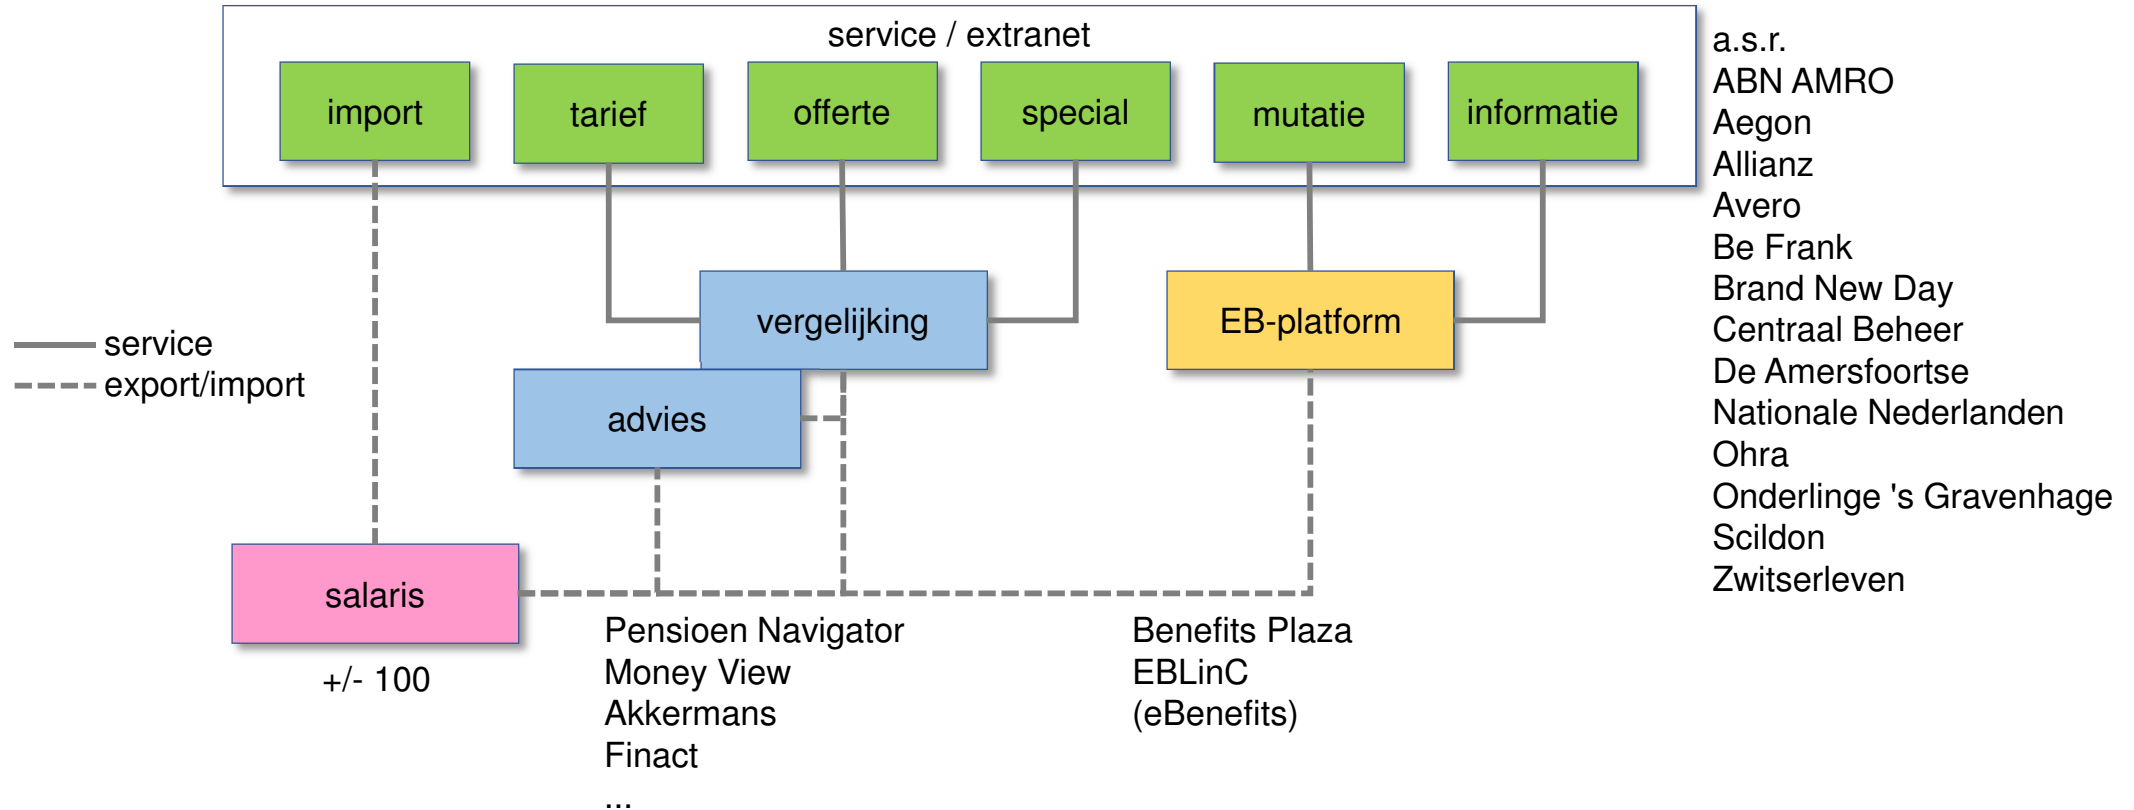 service / extranet
import
tarief
offerte
special
mutatie
informatie
a.s.r.
ABN AMRO
Aegon
Allianz
Avero
Be Frank
Brand New Day
Centraal Beheer
De Amersfoortse
Nationale Nederlanden
Ohra
Onderlinge 's Gravenhage
Scildon
Zwitserleven
vergelijking
EB-platform
service
export/import
advies
salaris
+/- 100
Pensioen Navigator
Money View
Akkermans
Finact
...
Benefits Plaza
EBLinC
(eBenefits)